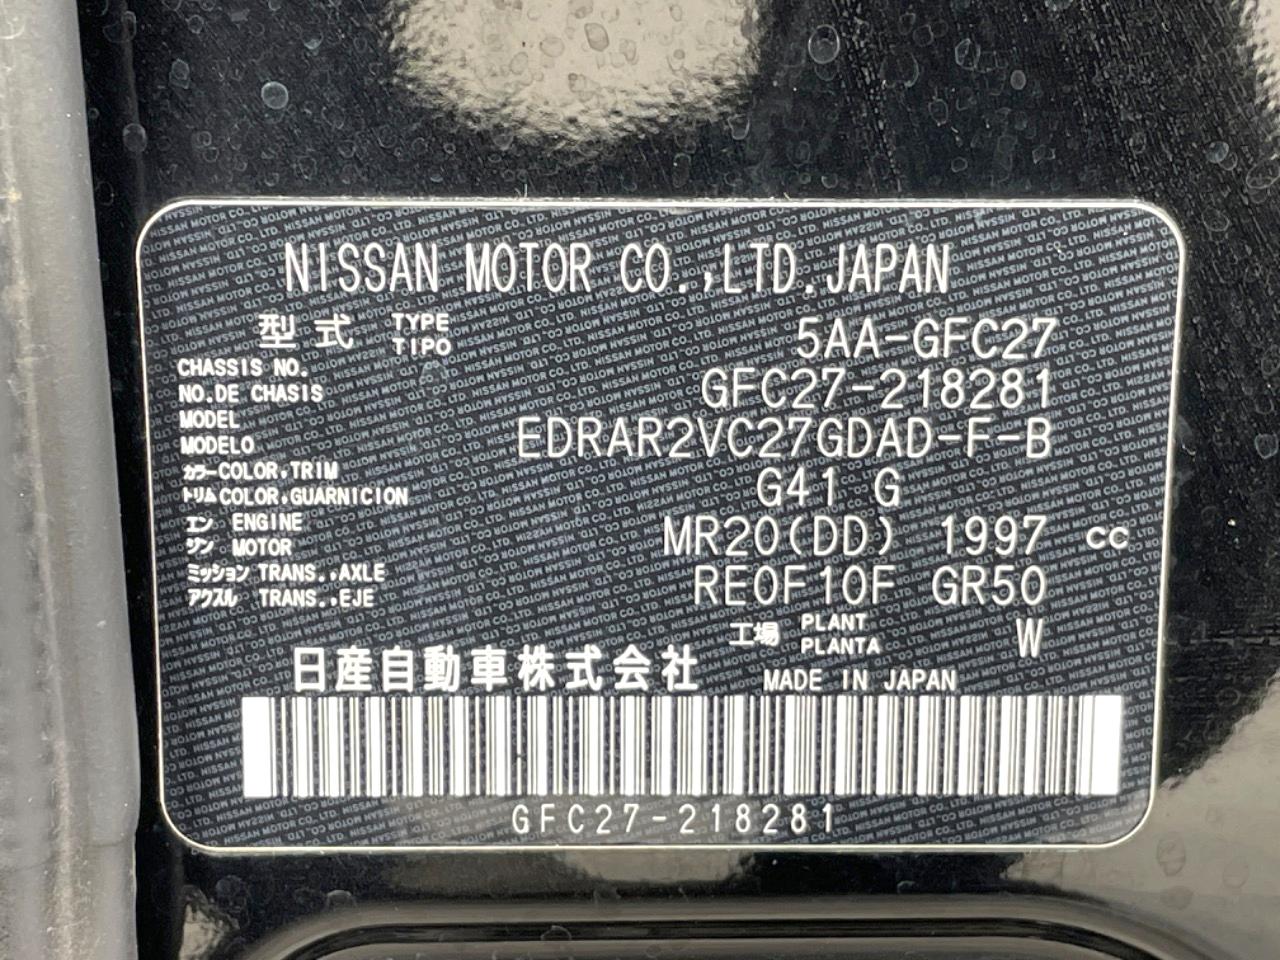 NISSAN MOTOR CO.,LTD.JAPAN
型式 TYPE TIPO 5AA-GFC27
CHASSIS NO.
NO.DE CHASIS GFC27-218281
MODEL
MODELO EDRAR2VC27GDAD-F-B
カラー COLOR,TRIM
トリム COLOR,GUARNICION G41 G
エン ENGINE
ジン MOTOR MR20(DD) 1997 cc
ミッション TRANS.,AXLE
アクスル TRANS.,EJE RE0F10F GR50
工場 PLANT PLANTA W
日産自動車株式会社 MADE IN JAPAN
GFC27-218281